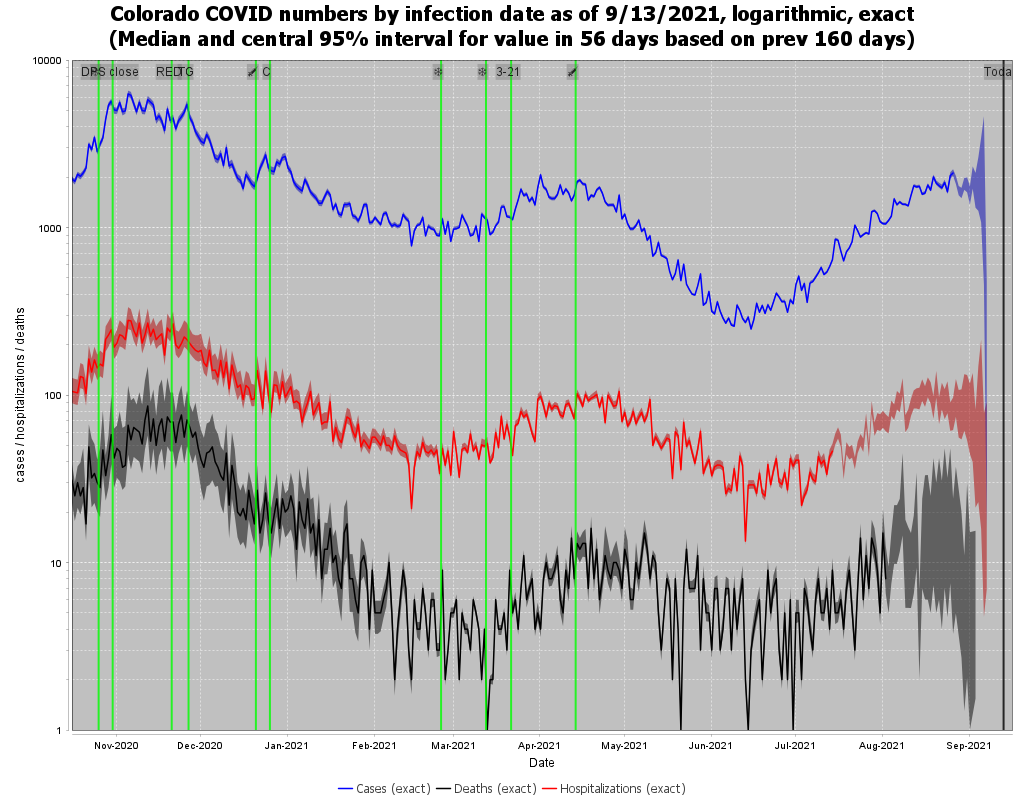 Colorado COVID numbers by infection date as of 9/13/2021, logarithmic, exact
(Median and central 95% interval for value in 56 days based on prev 160 days)
10000
close
C
3-21
Toda
1000
100
10
1
cases / hospitalizations / deaths
Nov-2020 Dec-2020 Jan-2021 Feb-2021 Mar-2021 Apr-2021 May-2021 Jun-2021 Jul-2021 Aug-2021 Sep-2021
Date
Cases (exact) Deaths (exact) Hospitalizations (exact)